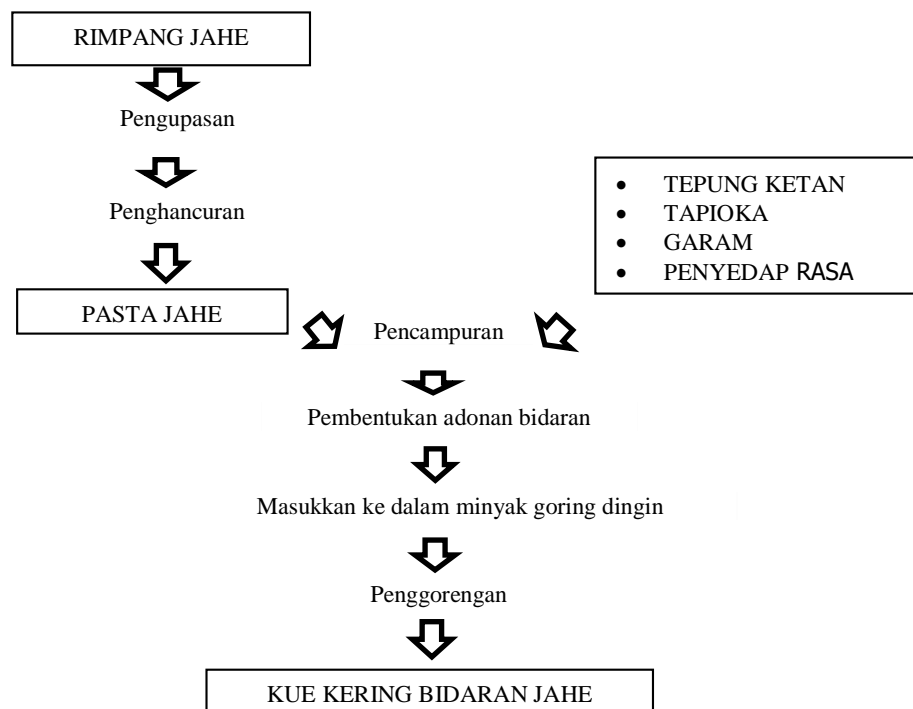 RIMPANG JAHE
Pengupasan
Penghancuran
PASTA JAHE
• TEPUNG KETAN
• TAPIOKA
• GARAM
• PENYEDAP RASA
Pencampuran
Pembentukan adonan bidaran
Masukkan ke dalam minyak goring dingin
Penggorengan
KUE KERING BIDARAN JAHE